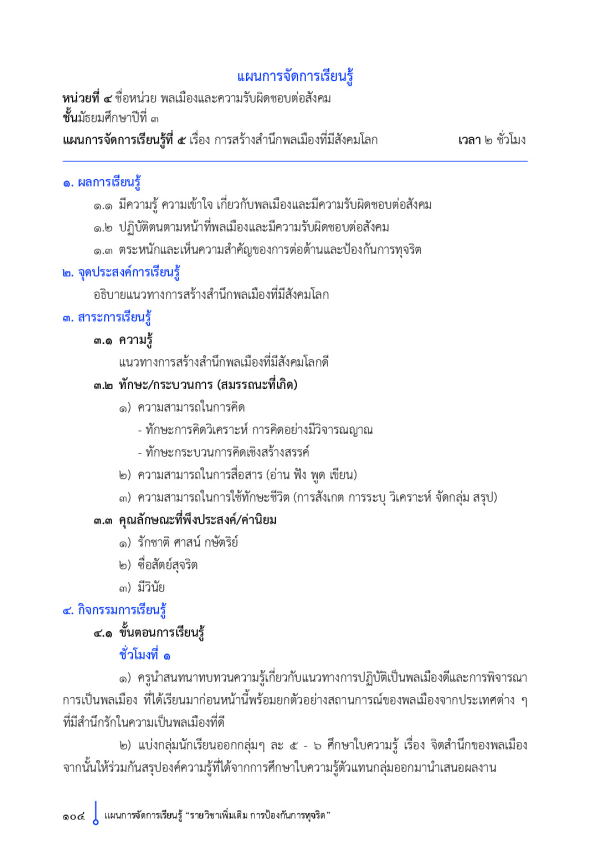 แผนการจัดการเรียนรู้
หน่วยที่ ๔ ชื่อหน่วย พลเมืองและความรับผิดชอบต่อสังคม
ชั้นมัธยมศึกษาปีที่ ๓
แผนการจัดการเรียนรู้ที่ ๕ เรื่อง การสร้างสำนึกพลเมืองที่มีสังคมโลก เวลา ๒ ชั่วโมง
๑. ผลการเรียนรู้
๑.๑ มีความรู้ ความเข้าใจ เกี่ยวกับพลเมืองและมีความรับผิดชอบต่อสังคม
๑.๒ ปฏิบัติตนตามหน้าที่พลเมืองและมีความรับผิดชอบต่อสังคม
๑.๓ ตระหนักและเห็นความสำคัญของการต่อต้านและป้องกันการทุจริต
๒. จุดประสงค์การเรียนรู้
อธิบายแนวทางการสร้างสำนึกพลเมืองที่มีสังคมโลก
๓. สาระการเรียนรู้
๓.๑ ความรู้
แนวทางการสร้างสำนึกพลเมืองที่มีสังคมโลกดี
๓.๒ ทักษะ/กระบวนการ (สมรรถนะที่เกิด)
๑) ความสามารถในการคิด
- ทักษะการคิดวิเคราะห์ การคิดอย่างมีวิจารณญาณ
- ทักษะกระบวนการคิดเชิงสร้างสรรค์
๒) ความสามารถในการสื่อสาร (อ่าน ฟัง พูด เขียน)
๓) ความสามารถในการใช้ทักษะชีวิต (การสังเกต การระบุ วิเคราะห์ จัดกลุ่ม สรุป)
๓.๓ คุณลักษณะที่พึงประสงค์/ค่านิยม
๑) รักชาติ ศาสน์ กษัตริย์
๒) ซื่อสัตย์สุจริต
๓) มีวินัย
๔. กิจกรรมการเรียนรู้
๔.๑ ขั้นตอนการเรียนรู้
ชั่วโมงที่ ๑
๑) ครูนำสนทนาทบทวนความรู้เกี่ยวกับแนวทางการปฏิบัติเป็นพลเมืองดีและการพิจารณา
การเป็นพลเมือง ที่ได้เรียนมาก่อนหน้านี้พร้อมยกตัวอย่างสถานการณ์ของพลเมืองจากประเทศต่าง ๆ
ที่มีสำนึกรักในความเป็นพลเมืองที่ดี
๒) แบ่งกลุ่มนักเรียนออกกลุ่มๆ ละ ๕ - ๖ ศึกษาใบความรู้ เรื่อง จิตสำนึกของพลเมือง
จากนั้นให้ร่วมกันสรุปองค์ความรู้ที่ได้จากการศึกษาใบความรู้ตัวแทนกลุ่มออกมานำเสนอผลงาน
๑๐๔ แผนการจัดการเรียนรู้ “รายวิชาเพิ่มเติม การป้องกันการทุจริต”